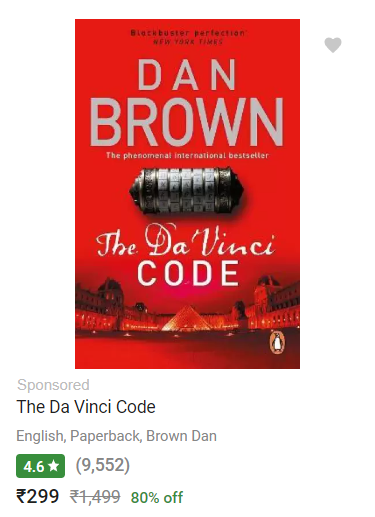 Blockbuster perfection
NEW YORK TIMES
DAN
BROWN
The phenomenal international bestseller
The Da Vinci
CODE
Sponsored
The Da Vinci Code
English, Paperback, Brown Dan
4.6★ (9,552)
₹299 ₹1,499 80% off